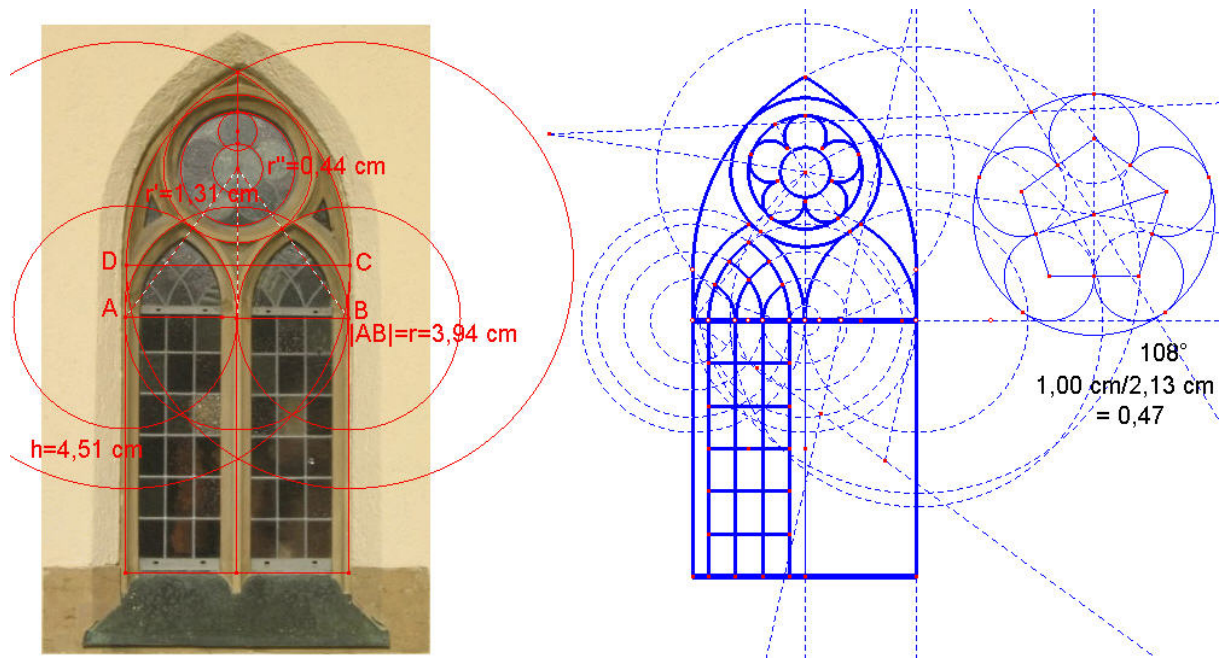 r''=0,44 cm
r'=1,31 cm
D
C
A
B
|AB|=r=3,94 cm
h=4,51 cm
108°
1,00 cm/2,13 cm
= 0,47